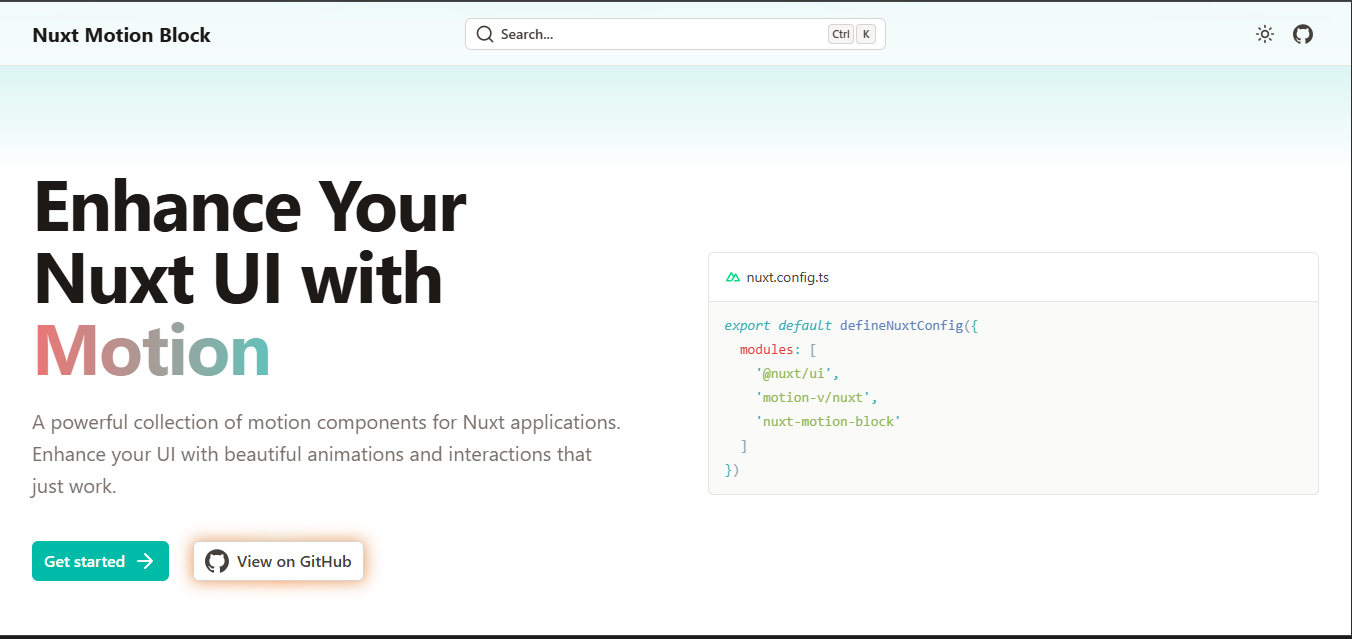 Nuxt Motion Block
Search...
Ctrl K
Enhance Your
Nuxt UI with
Motion
A powerful collection of motion components for Nuxt applications.
Enhance your UI with beautiful animations and interactions that
just work.
Get started
View on GitHub
nuxt.config.ts
export default defineNuxtConfig({
  modules: [
    '@nuxt/ui',
    'motion-v/nuxt',
    'nuxt-motion-block'
  ]
})